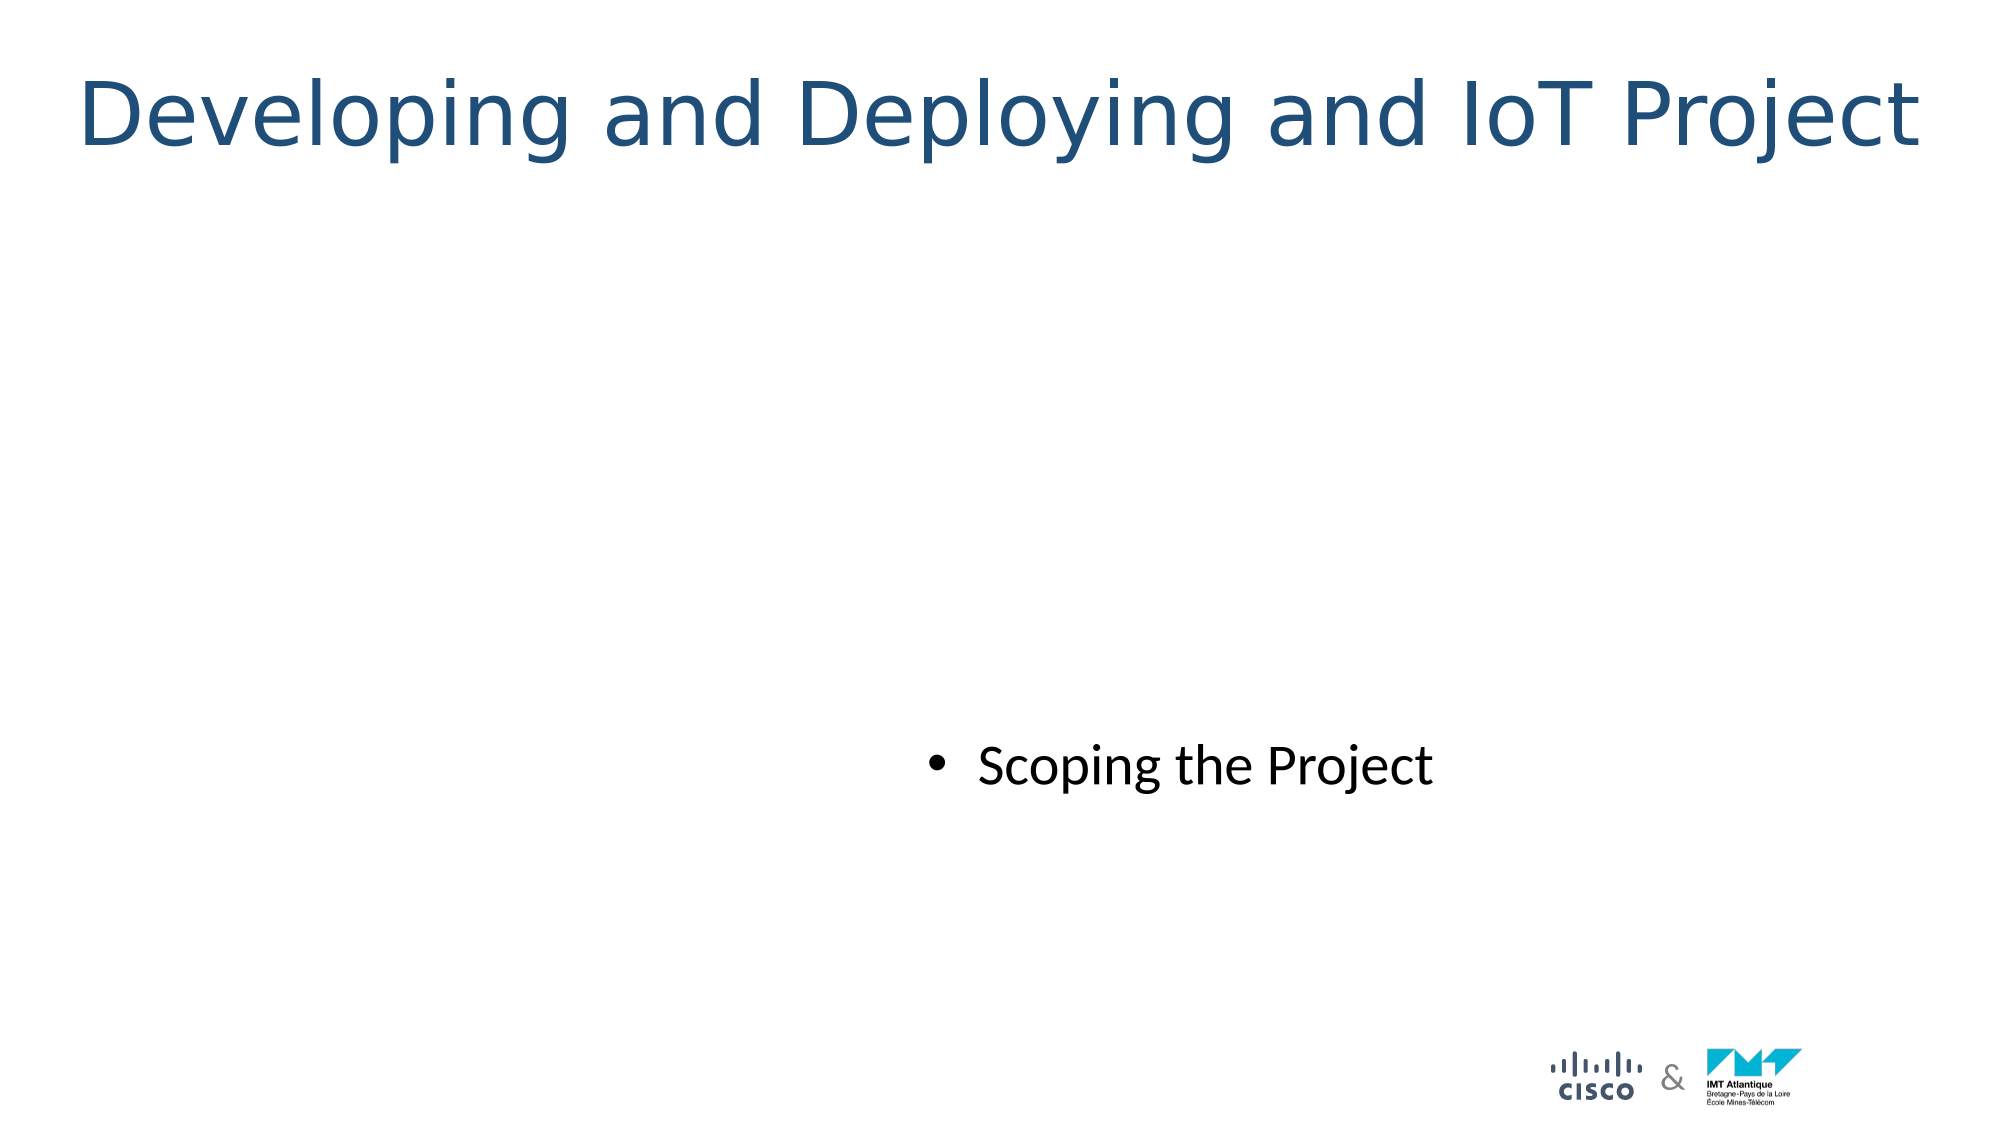 Developing and Deploying and IoT Project
• Scoping the Project
CISCO & IMT Atlantique
Bretagne-Pays de la Loire
École Mines-Télécom